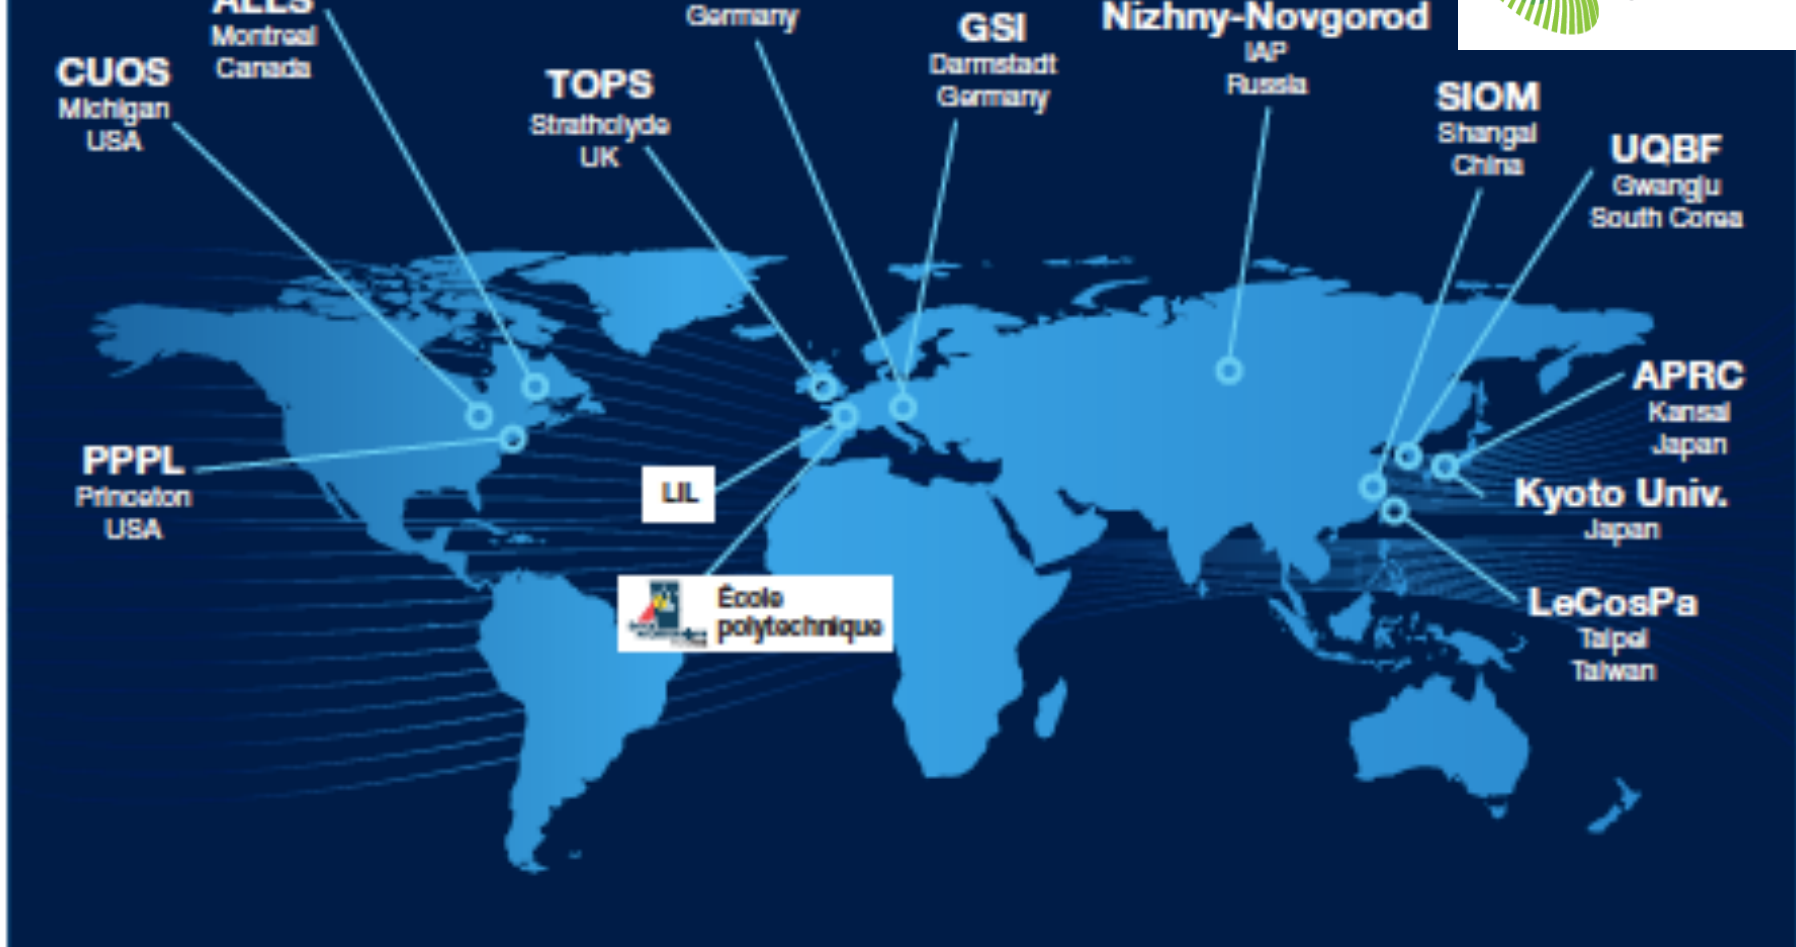 ALLS
Montreal
Canada
CUOS
Michigan
USA
TOPS
Strathclyde
UK
Germany
GSI
Darmstadt
Germany
Nizhny-Novgorod
IAP
Russia
SIOM
Shangai
China
UQBF
Gwangju
South Corea
APRC
Kansai
Japan
Kyoto Univ.
Japan
LeCosPa
Taipei
Taiwan
PPPL
Princeton
USA
LIL
École
polytechnique